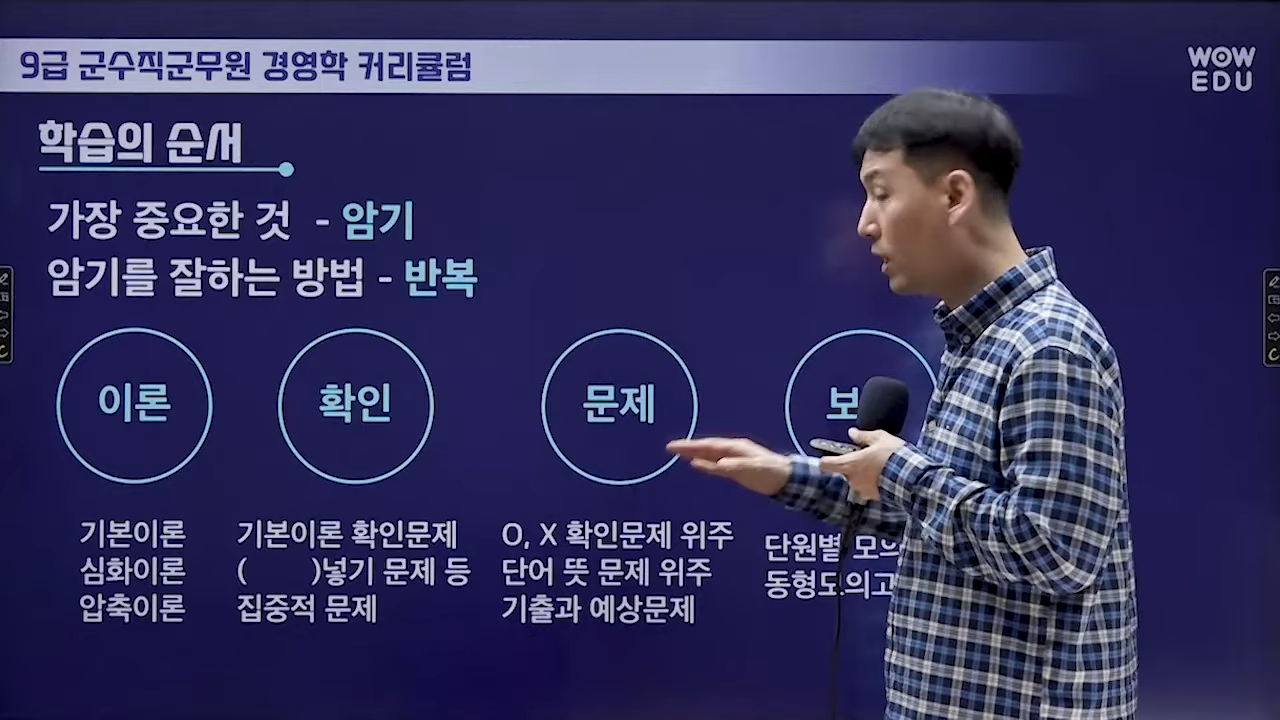 9급 군수직군무원 경영학 커리큘럼
WOW
EDU
학습의 순서
가장 중요한 것 - 암기
암기를 잘하는 방법 - 반복
이론
확인
문제
기본이론
심화이론
압축이론
기본이론 확인문제
( )넣기 문제 등
집중적 문제
O, X 확인문제 위주
단어 뜻 문제 위주
기출과 예상문제
단원별